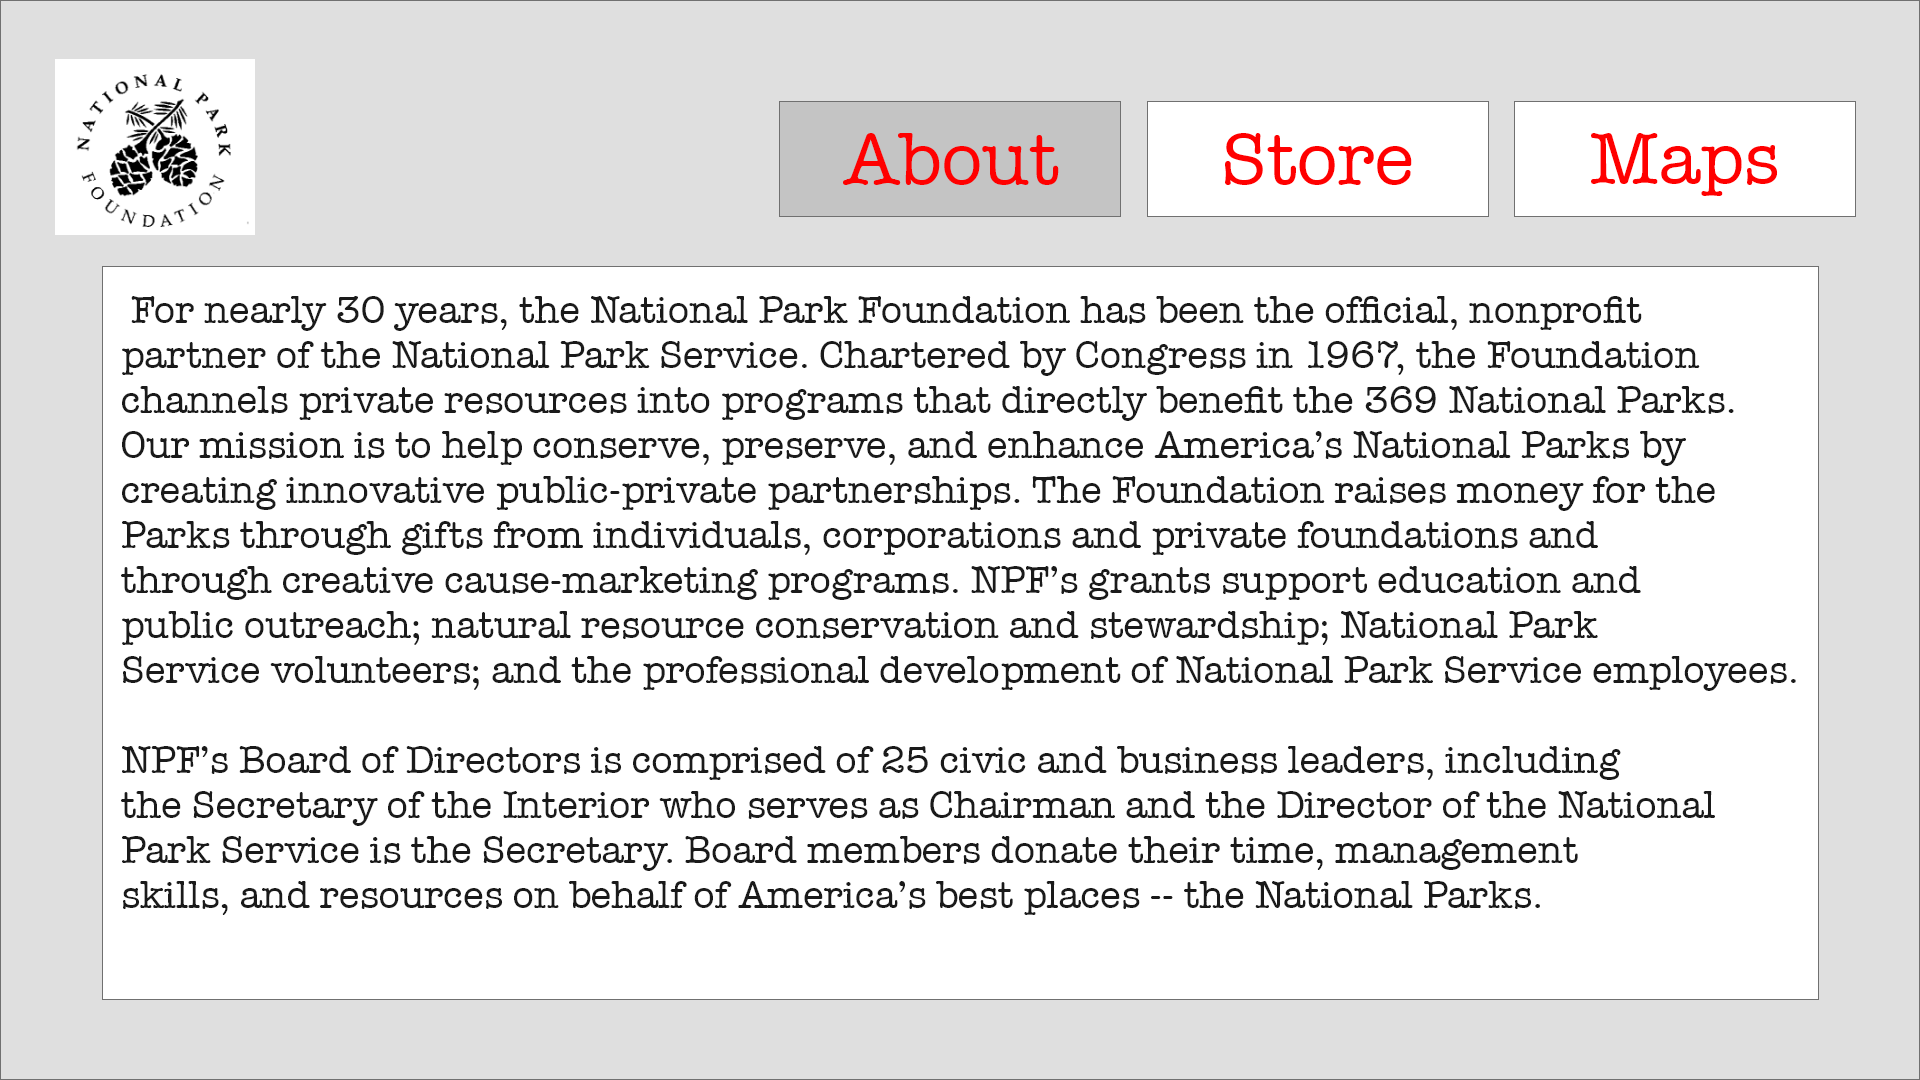 NATIONAL PARK
FOUNDATION
About
Store
Maps
For nearly 30 years, the National Park Foundation has been the official, nonprofit
partner of the National Park Service. Chartered by Congress in 1967, the Foundation
channels private resources into programs that directly benefit the 369 National Parks.
Our mission is to help conserve, preserve, and enhance America’s National Parks by
creating innovative public-private partnerships. The Foundation raises money for the
Parks through gifts from individuals, corporations and private foundations and
through creative cause-marketing programs. NPF’s grants support education and
public outreach; natural resource conservation and stewardship; National Park
Service volunteers; and the professional development of National Park Service employees.
NPF’s Board of Directors is comprised of 25 civic and business leaders, including
the Secretary of the Interior who serves as Chairman and the Director of the National
Park Service is the Secretary. Board members donate their time, management
skills, and resources on behalf of America’s best places -- the National Parks.